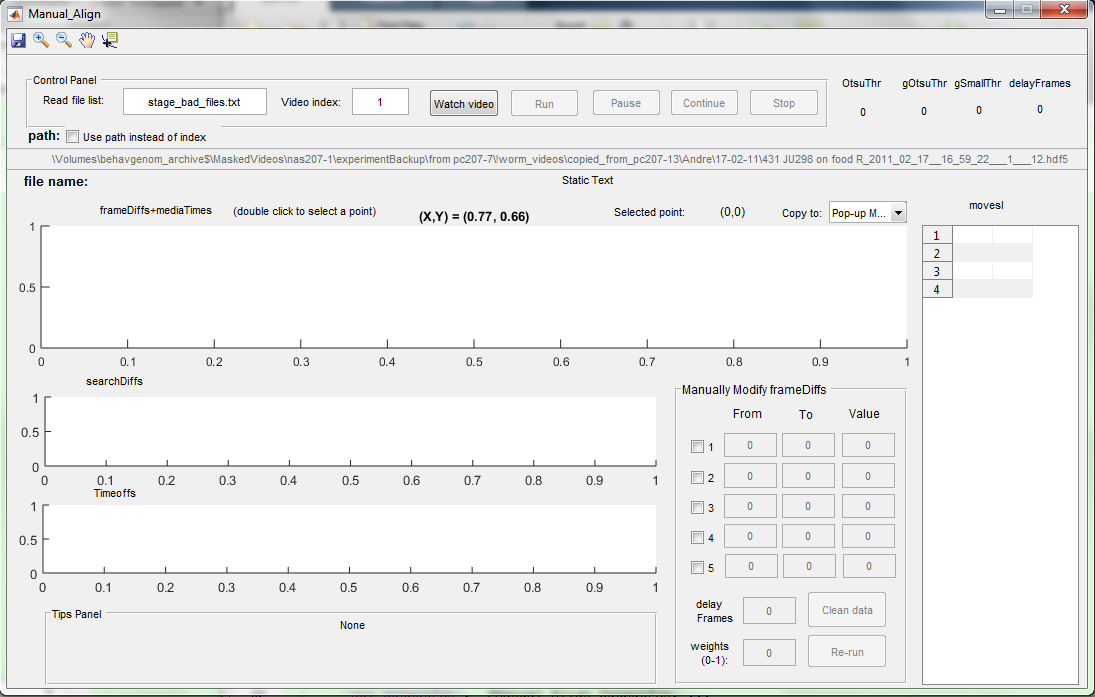 Manual_Align
Control Panel
Read file list: stage_bad_files.txt Video index: 1 Watch video Run Pause Continue Stop
OtsuThr gOtsuThr gSmallThr delayFrames
0 0 0 0
path: Use path instead of index
\Volumes\behavgenom_archive$\MaskedVideos\nas207-1\experimentBackup\from pc207-7\!worm_videos\copied_from_pc207-13\Andre\17-02-11\431 JU298 on food R_2011_02_17__16_59_22___1___12.hdf5
file name: Static Text
frameDiffs+mediaTimes (double click to select a point) (X,Y) = (0.77, 0.66) Selected point: (0,0) Copy to: Pop-up M... movesI
1
0.5
0
0 0.1 0.2 0.3 0.4 0.5 0.6 0.7 0.8 0.9 1
1
2
3
4
searchDiffs
1
0.5
0
0 0.1 0.2 0.3 0.4 0.5 0.6 0.7 0.8 0.9 1
Timeoffs
1
0.5
0
0 0.1 0.2 0.3 0.4 0.5 0.6 0.7 0.8 0.9 1
Tips Panel
None
Manually Modify frameDiffs
From To Value
1 0 0 0
2 0 0 0
3 0 0 0
4 0 0 0
5 0 0 0
delay
Frames 0 Clean data
weights
(0-1): 0 Re-run